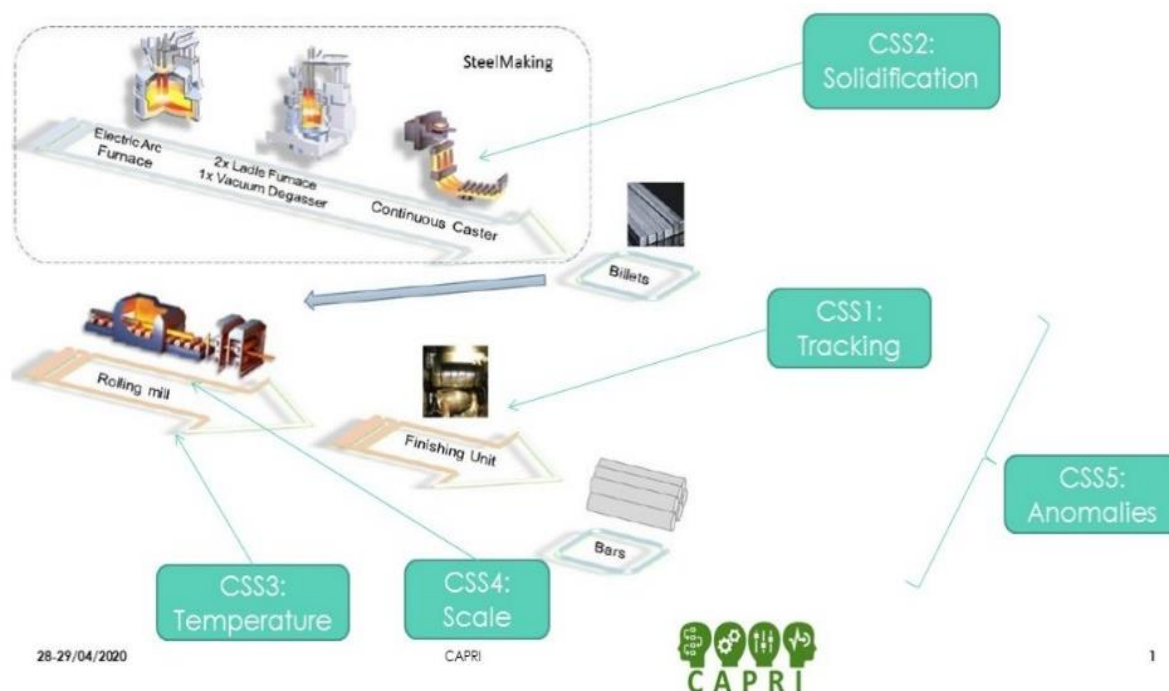 SteelMaking
CSS2:
Solidification
Electric Arc
Furnace
2x Ladle Furnace
1x Vacuum Degasser
Continuous Caster
Billets
CSS1:
Tracking
Rolling mill
Finishing Unit
CSS5:
Anomalies
Bars
CSS3:
Temperature
CSS4:
Scale
28-29/04/2020
CAPRI
CAPRI
1